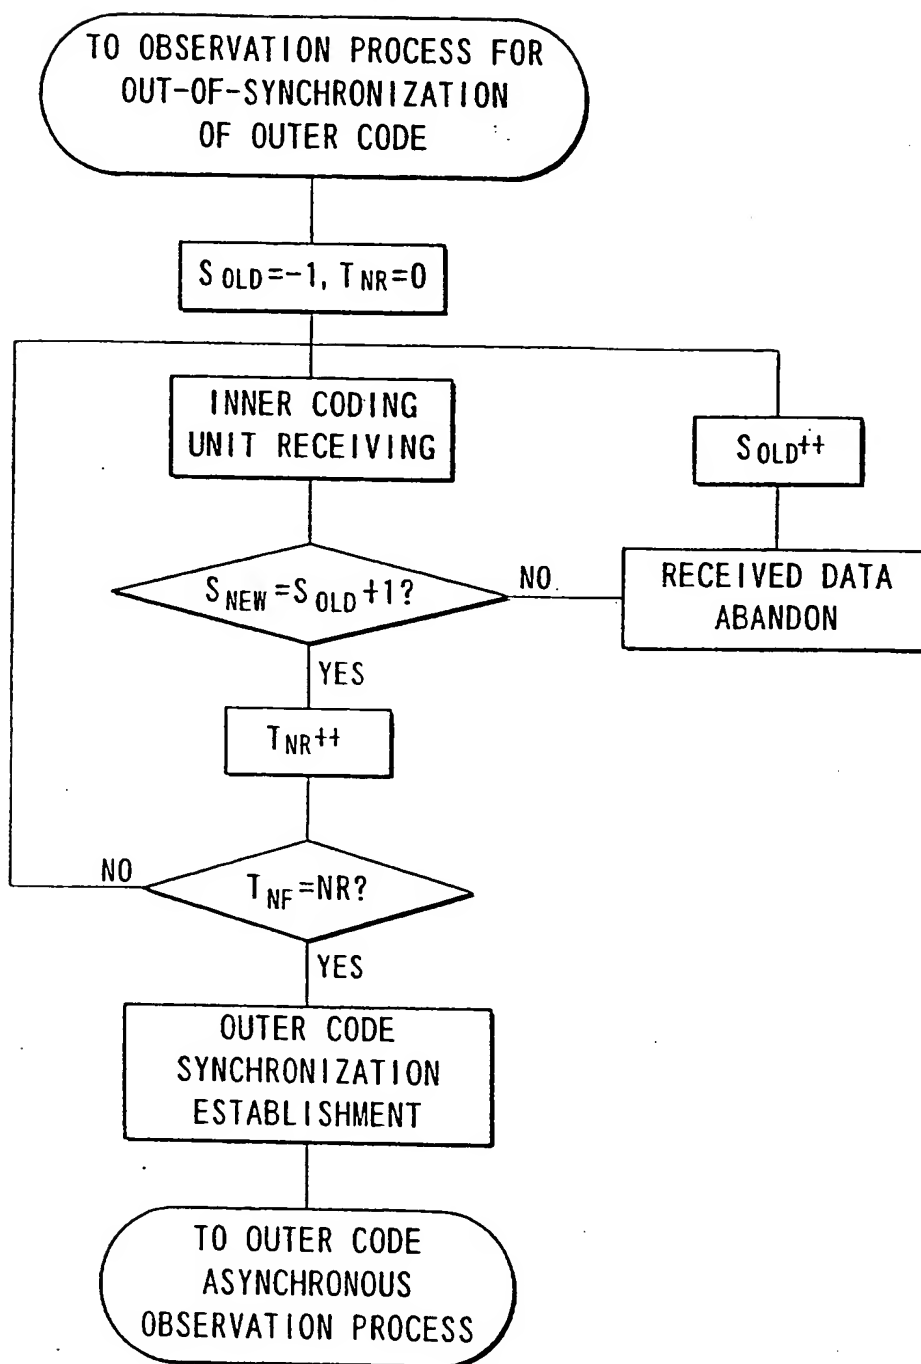 TO OBSERVATION PROCESS FOR
OUT-OF-SYNCHRONIZATION
OF OUTER CODE
S OLD=-1, T NR=0
INNER CODING
UNIT RECEIVING
S OLD++
S NEW=S OLD+1?
NO
RECEIVED DATA
ABANDON
YES
T NR++
NO
T NF=NR?
YES
OUTER CODE
SYNCHRONIZATION
ESTABLISHMENT
TO OUTER CODE
ASYNCHRONOUS
OBSERVATION PROCESS